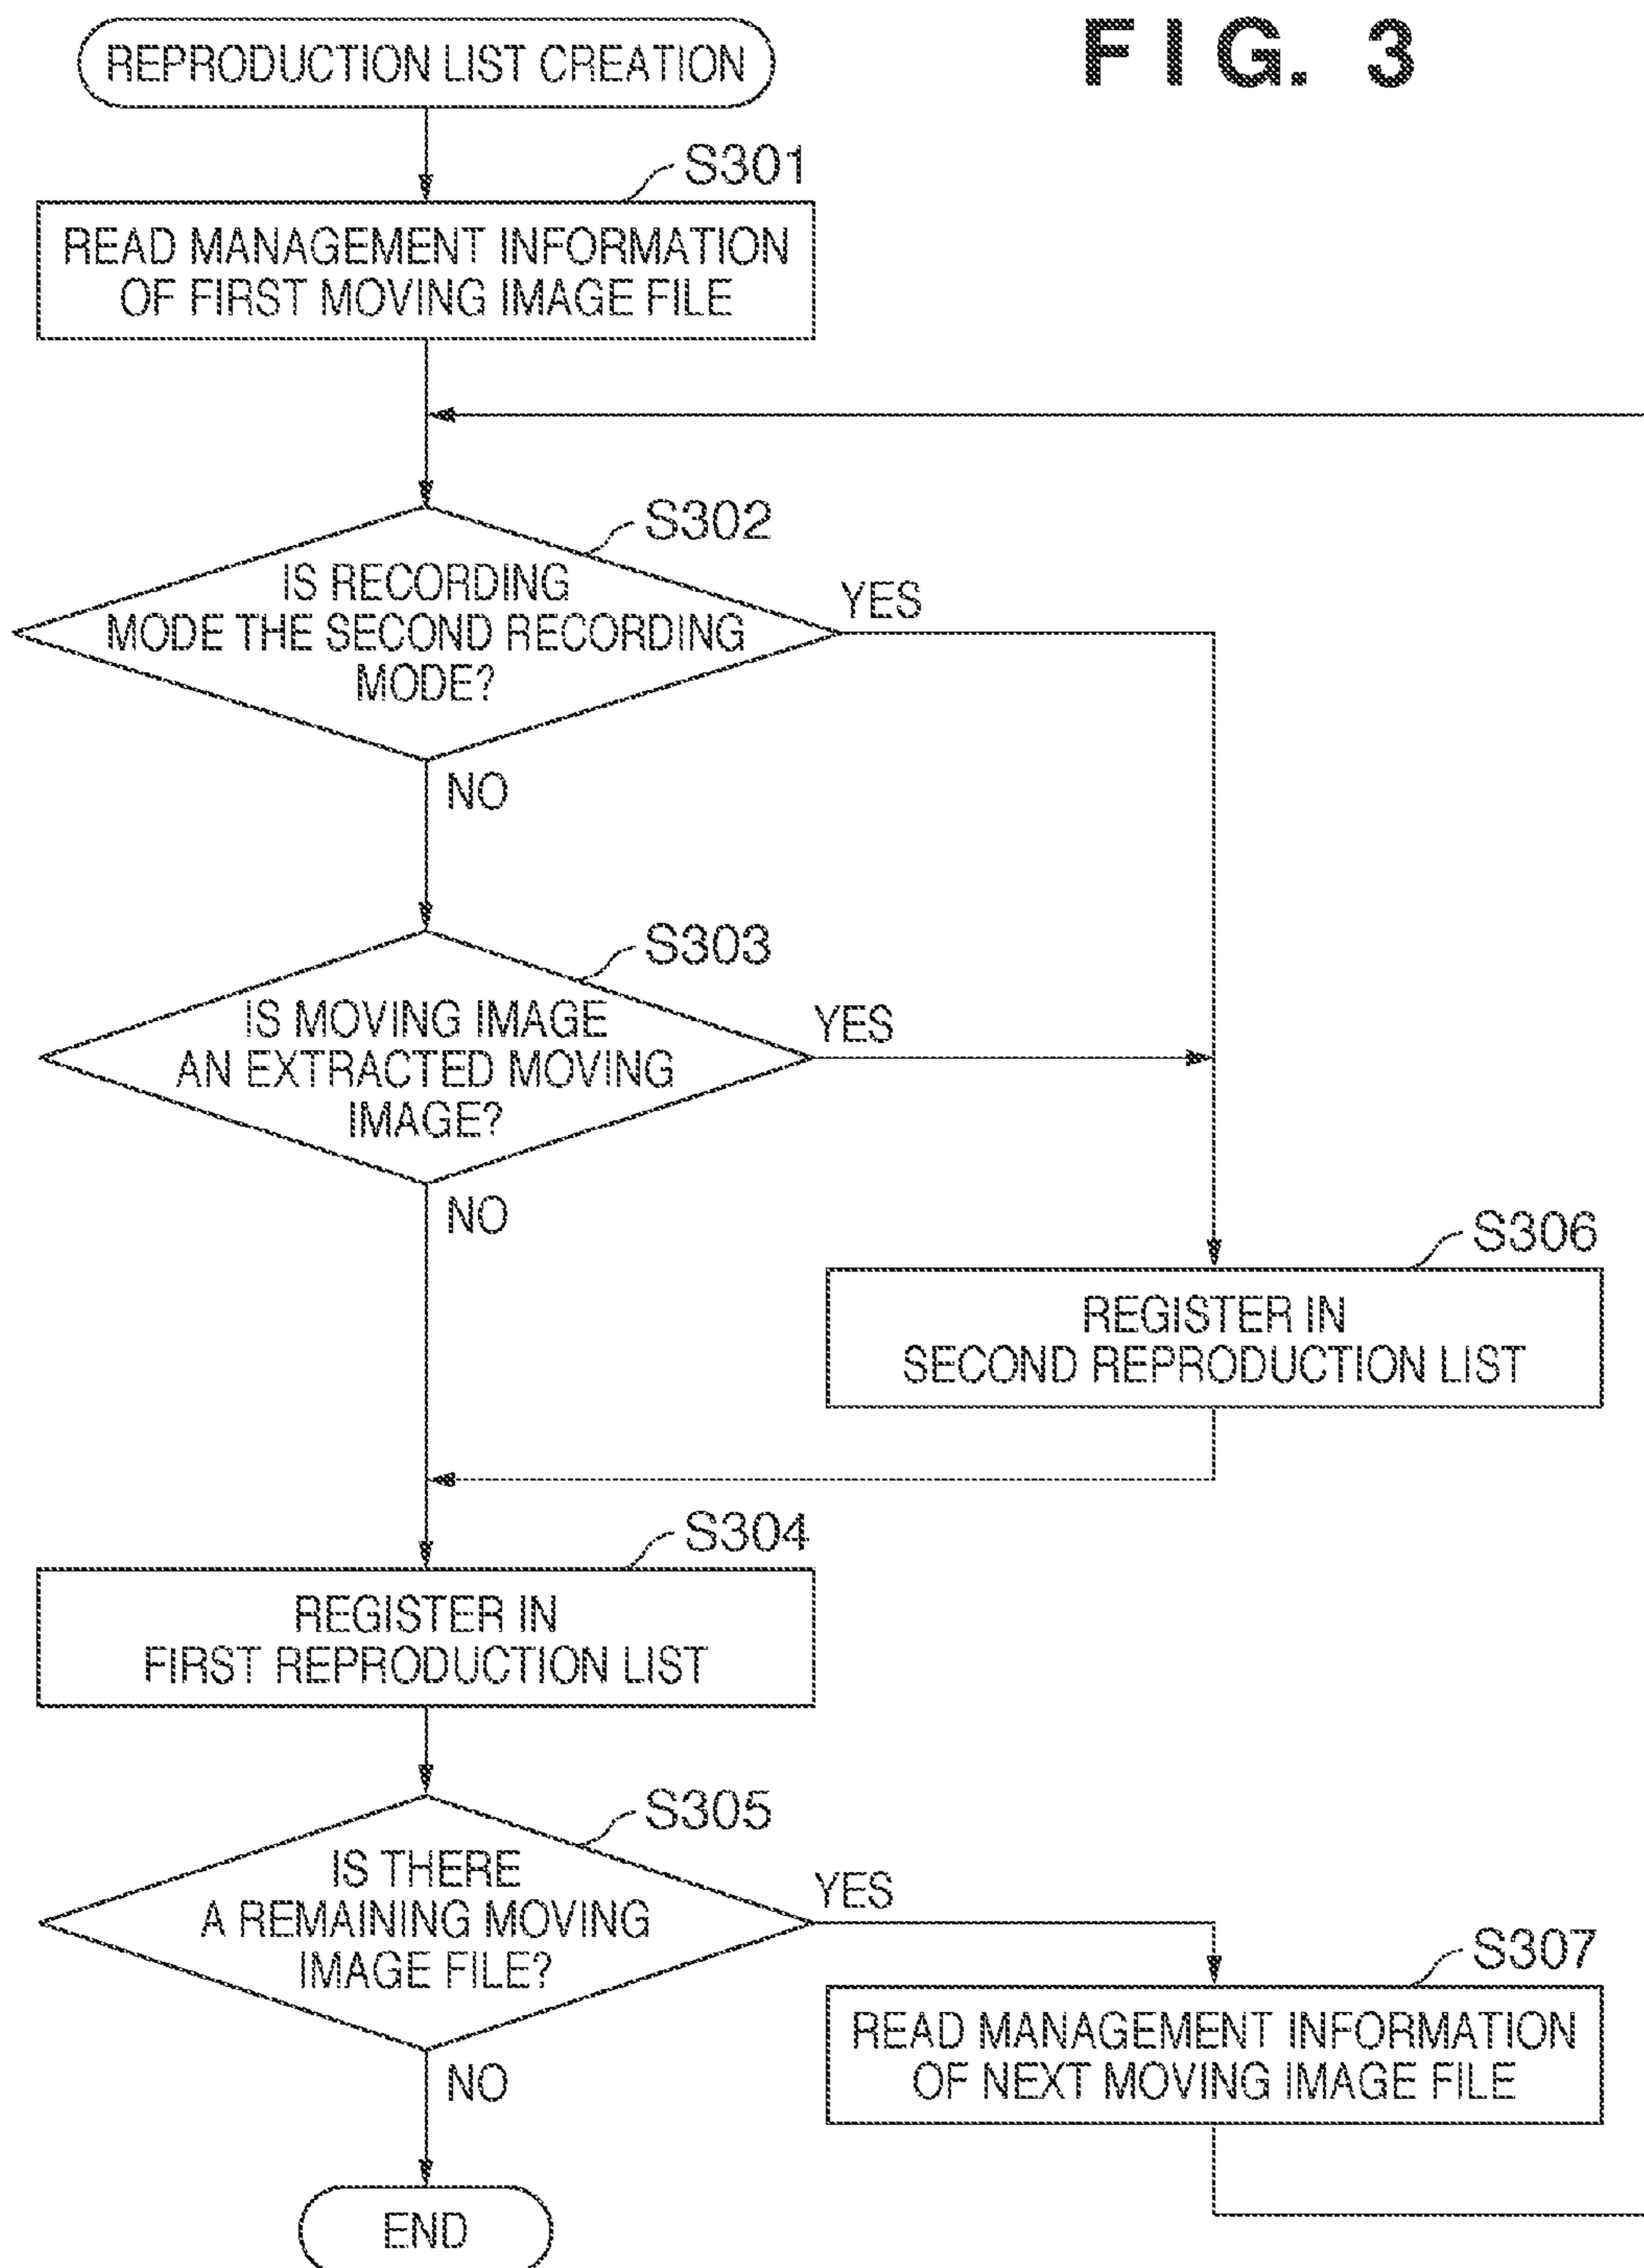 FIG. 3
REPRODUCTION LIST CREATION
S301
READ MANAGEMENT INFORMATION
OF FIRST MOVING IMAGE FILE
S302
IS RECORDING
MODE THE SECOND RECORDING
MODE?
YES
NO
S303
IS MOVING IMAGE
AN EXTRACTED MOVING
IMAGE?
YES
NO
S306
REGISTER IN
SECOND REPRODUCTION LIST
S304
REGISTER IN
FIRST REPRODUCTION LIST
S305
IS THERE
A REMAINING MOVING
IMAGE FILE?
YES
NO
S307
READ MANAGEMENT INFORMATION
OF NEXT MOVING IMAGE FILE
END